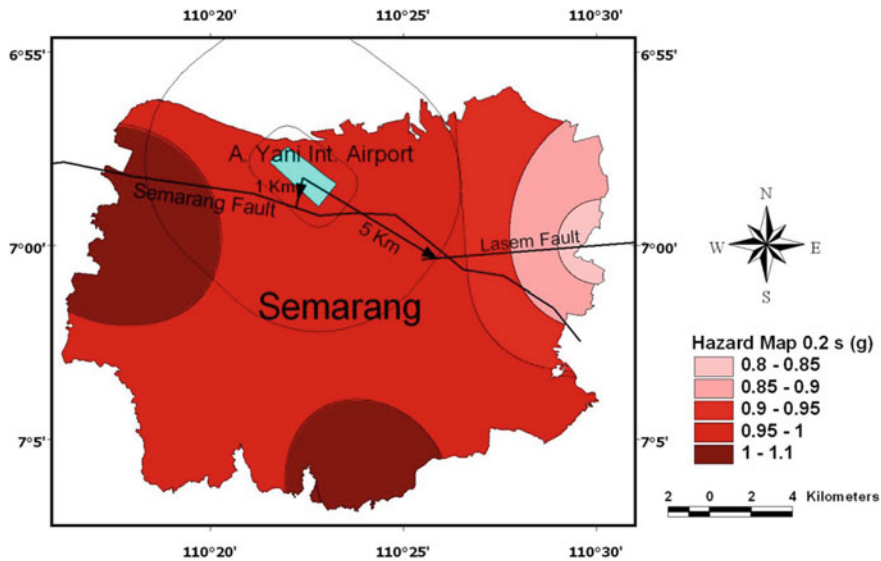 110°20' 110°25' 110°30'
6°55'
7°00'
7°5'
A. Yani Int. Airport
1 Km
Semarang Fault
5 Km
Lasem Fault
Semarang
6°55'
7°00'
7°5'
110°20' 110°25' 110°30'
N
W E
S
Hazard Map 0.2 s (g)
0.8 - 0.85
0.85 - 0.9
0.9 - 0.95
0.95 - 1
1 - 1.1
2 0 2 4 Kilometers